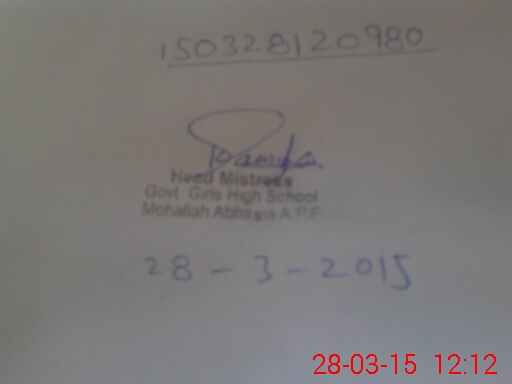 150328120980
Head Mistress
Govt Girls High School
Mohallah Abbasia A.P.E
28 - 3 - 2015
28-03-15 12:12